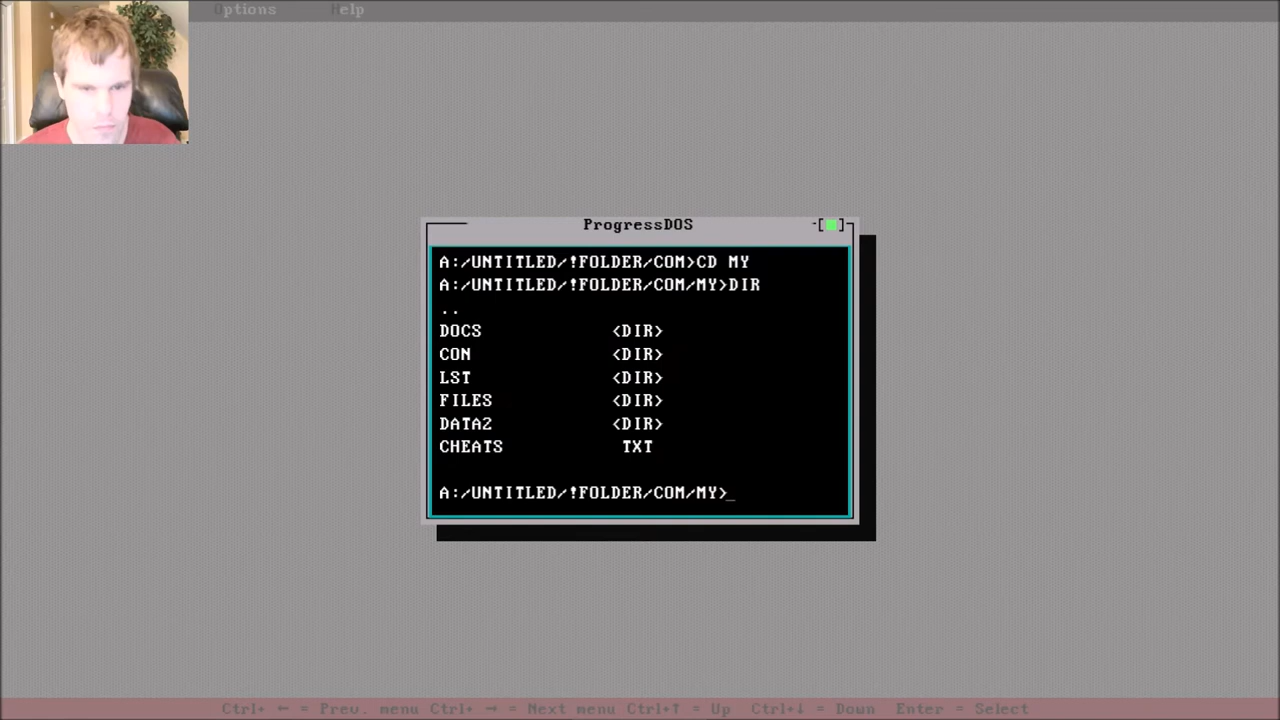 Options Help
ProgressDOS
A:/UNTITLED/!FOLDER/COM>CD MY
A:/UNTITLED/!FOLDER/COM/MY>DIR
..
DOCS <DIR>
CON <DIR>
LST <DIR>
FILES <DIR>
DATA2 <DIR>
CHEATS TXT
A:/UNTITLED/!FOLDER/COM/MY>_
Ctrl+ ← = Prev. menu Ctrl+ → = Next menu Ctrl+↑ = Up Ctrl+↓ = Down Enter = Select